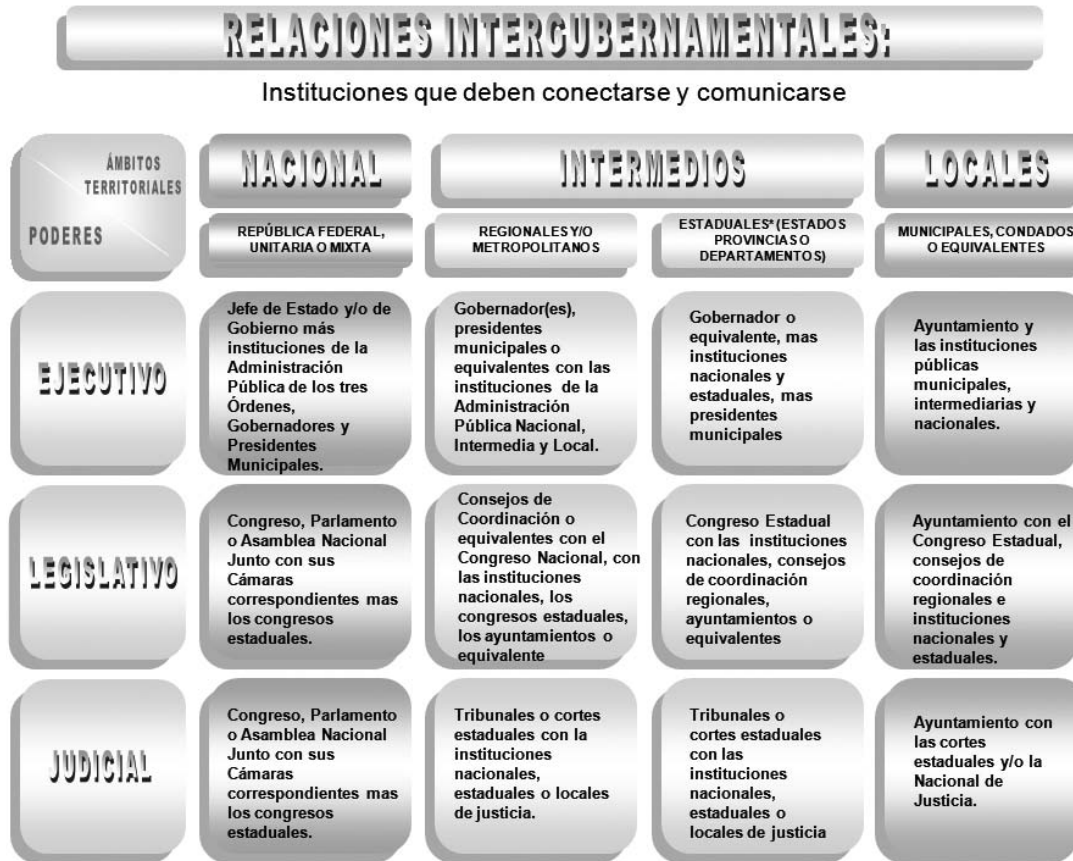 RELACIONES INTERGUBERNAMENTALES:
Instituciones que deben conectarse y comunicarse
ÁMBITOS
TERRITORIALES
PODERES
NACIONAL
INTERMEDIOS
LOCALES
REPÚBLICA FEDERAL,
UNITARIA O MIXTA
REGIONALES Y/O
METROPOLITANOS
ESTADUALES* (ESTADOS
PROVINCIAS O
DEPARTAMENTOS)
MUNICIPALES, CONDADOS
O EQUIVALENTES
EJECUTIVO
Jefe de Estado y/o de
Gobierno más
instituciones de la
Administración
Pública de los tres
Órdenes,
Gobernadores y
Presidentes
Municipales.
Gobernador(es),
presidentes
municipales o
equivalentes con las
instituciones de la
Administración
Pública Nacional,
Intermedia y Local.
Gobernador o
equivalente, mas
instituciones
nacionales y
estaduales, mas
presidentes
municipales
Ayuntamiento y
las instituciones
públicas
municipales,
intermediarias y
nacionales.
LEGISLATIVO
Congreso, Parlamento
o Asamblea Nacional
Junto con sus
Cámaras
correspondientes mas
los congresos
estaduales.
Consejos de
Coordinación o
equivalentes con el
Congreso Nacional, con
las instituciones
nacionales, los
congresos estaduales,
los ayuntamientos o
equivalente
Congreso Estadual
con las instituciones
nacionales, consejos
de coordinación
regionales,
ayuntamientos o
equivalentes
Ayuntamiento con el
Congreso Estadual,
consejos de
coordinación
regionales e
instituciones
nacionales y
estaduales.
JUDICIAL
Congreso, Parlamento
o Asamblea Nacional
Junto con sus
Cámaras
correspondientes mas
los congresos
estaduales.
Tribunales o cortes
estaduales con la
instituciones
nacionales,
estaduales o locales
de justicia.
Tribunales o
cortes estaduales
con las
instituciones
nacionales,
estaduales o
locales de justicia
Ayuntamiento con
las cortes
estaduales y/o la
Nacional de
Justicia.